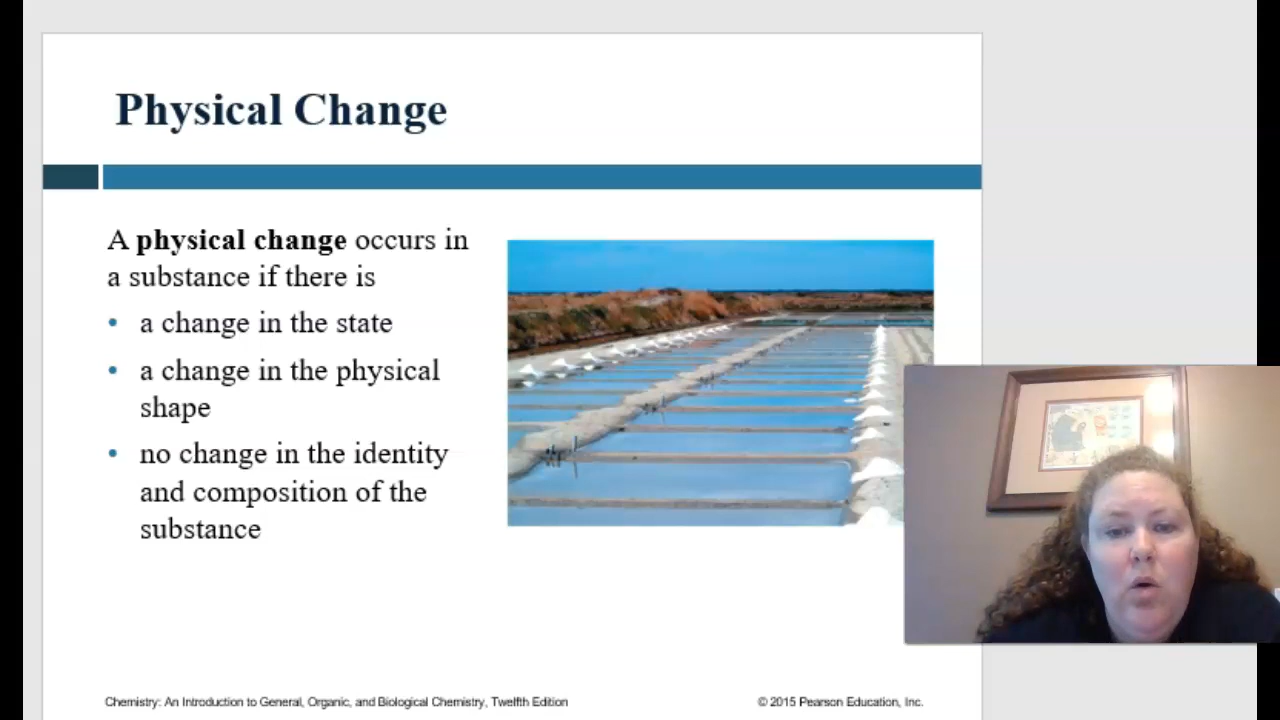 Physical Change
A physical change occurs in
a substance if there is
• a change in the state
• a change in the physical
shape
• no change in the identity
and composition of the
substance
Chemistry: An Introduction to General, Organic, and Biological Chemistry, Twelfth Edition
© 2015 Pearson Education, Inc.